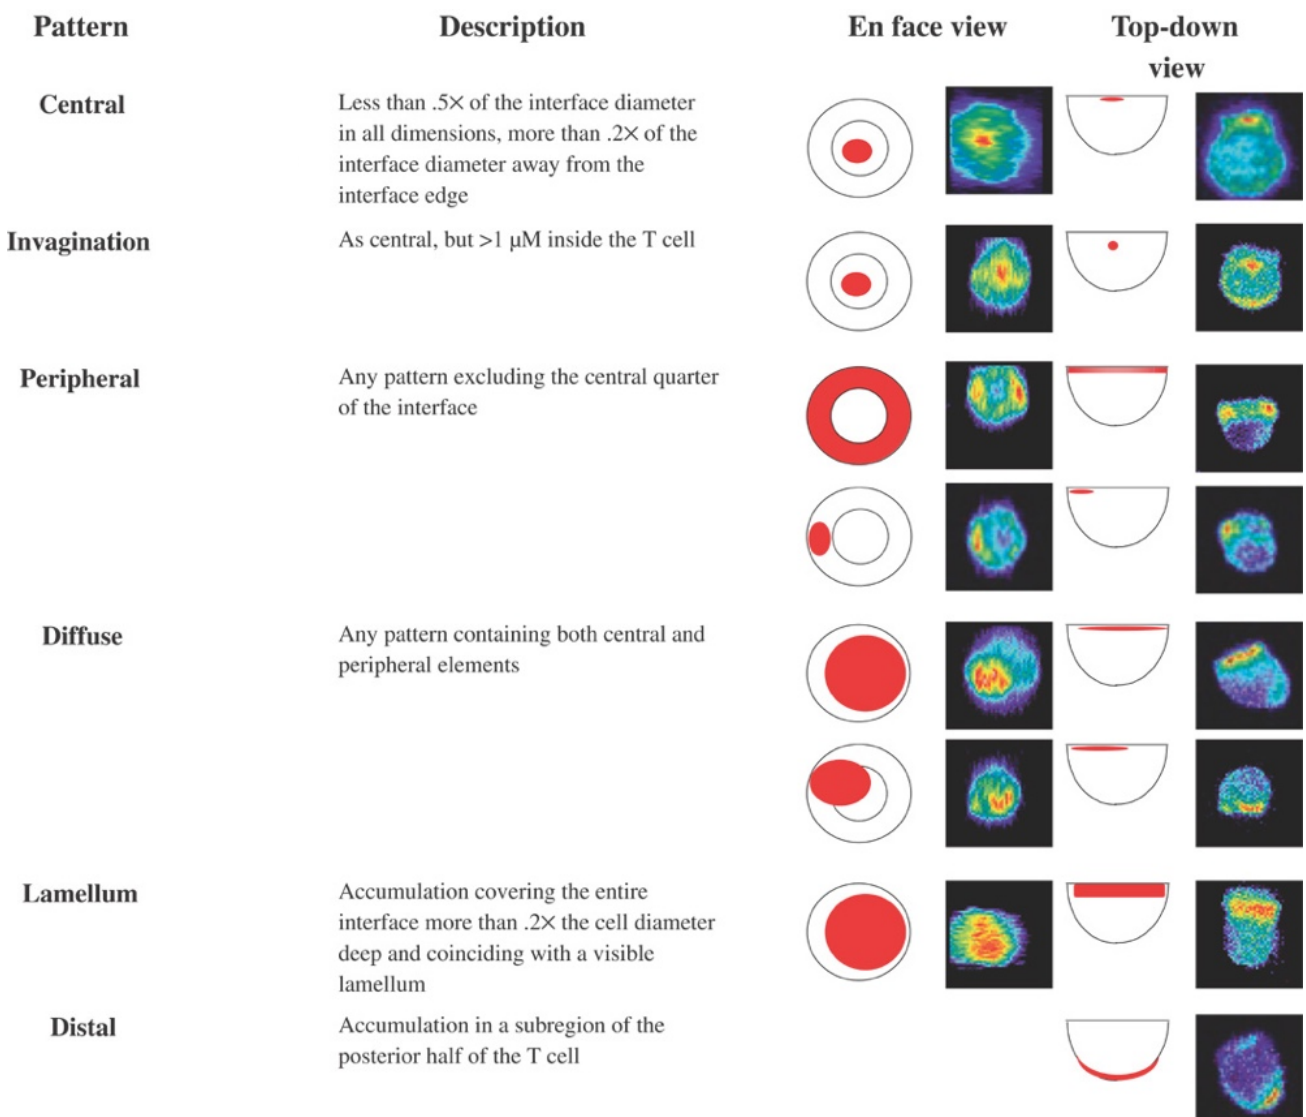 Pattern
Description
En face view
Top-down
view
Central
Less than .5× of the interface diameter
in all dimensions, more than .2× of the
interface diameter away from the
interface edge
Invagination
As central, but >1 μM inside the T cell
Peripheral
Any pattern excluding the central quarter
of the interface
Diffuse
Any pattern containing both central and
peripheral elements
Lamellum
Accumulation covering the entire
interface more than .2× the cell diameter
deep and coinciding with a visible
lamellum
Distal
Accumulation in a subregion of the
posterior half of the T cell